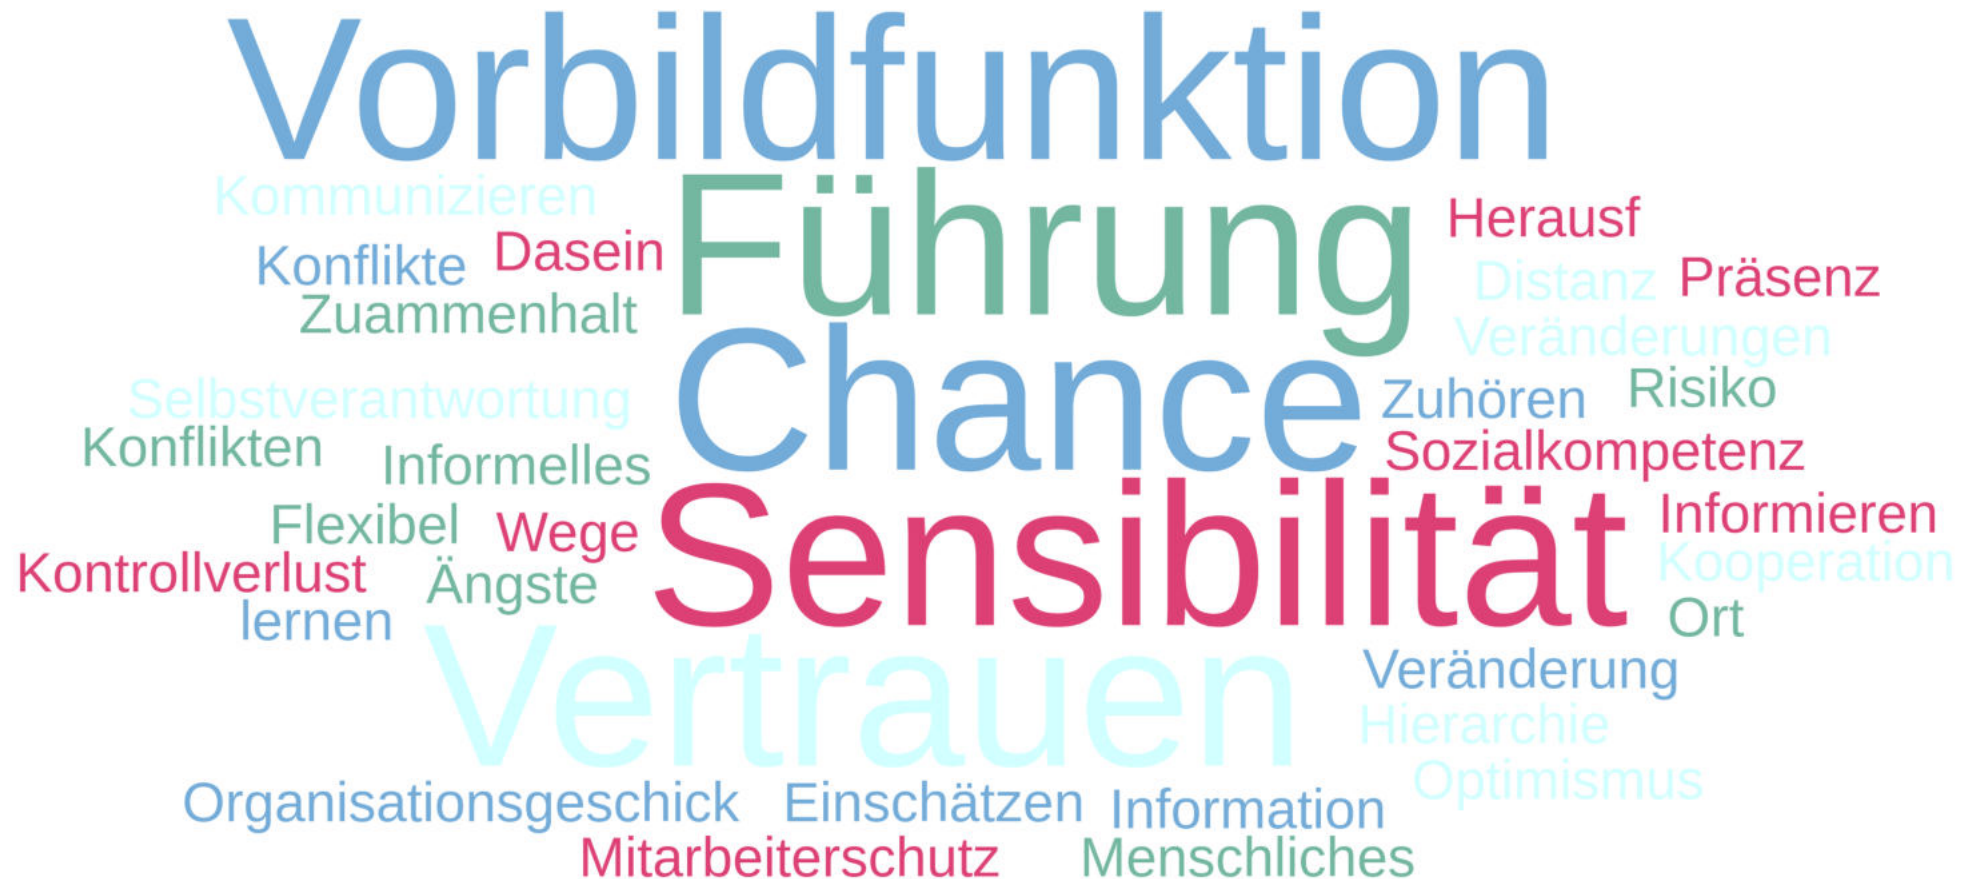 Vorbildfunktion
Kommunizieren
Führung
Herausf
Konflikte Dasein
Distanz Präsenz
Zuammenhalt
Veränderungen
Chance
Selbstverantwortung
Zuhören Risiko
Konflikten Informelles
Sozialkompetenz
Sensibilität
Flexibel Wege
Informieren
Kontrollverlust Ängste
Kooperation
lernen
Ort
Vertrauen
Veränderung
Hierarchie
Optimismus
Organisationsgeschick Einschätzen Information
Mitarbeiterschutz Menschliches